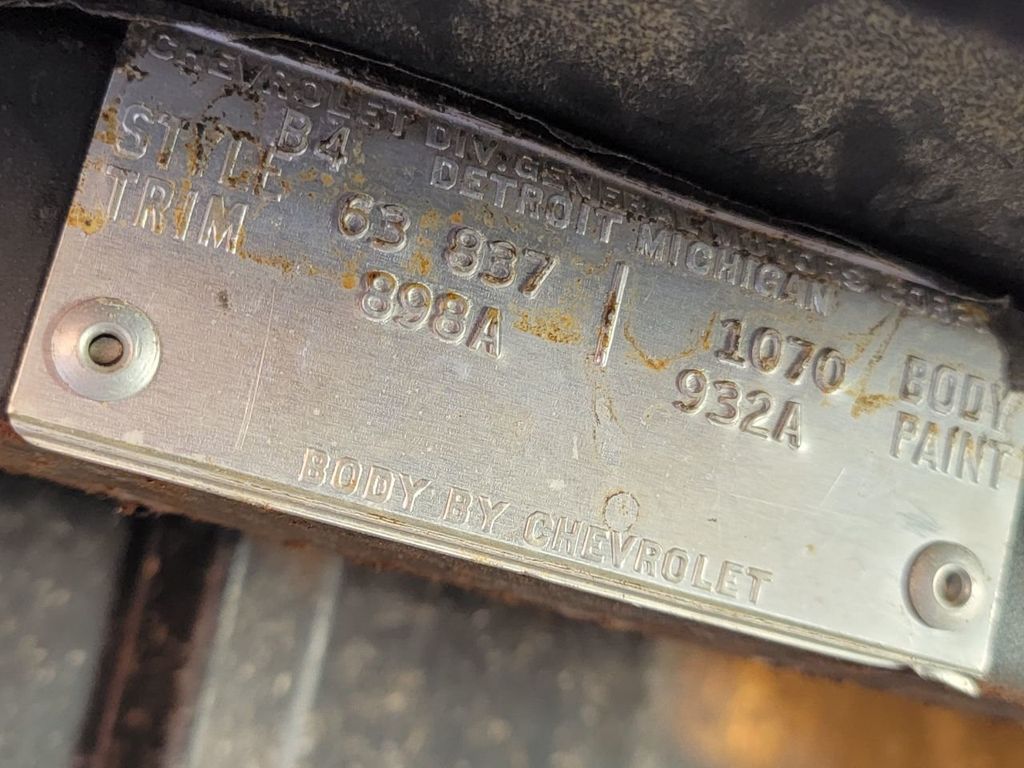 CHEVROLET DIV. GENERAL MOTORS CORP.
B4 DETROIT MICHIGAN
STYLE 63 837 | 1070 BODY
TRIM 898A 932A PAINT
BODY BY CHEVROLET